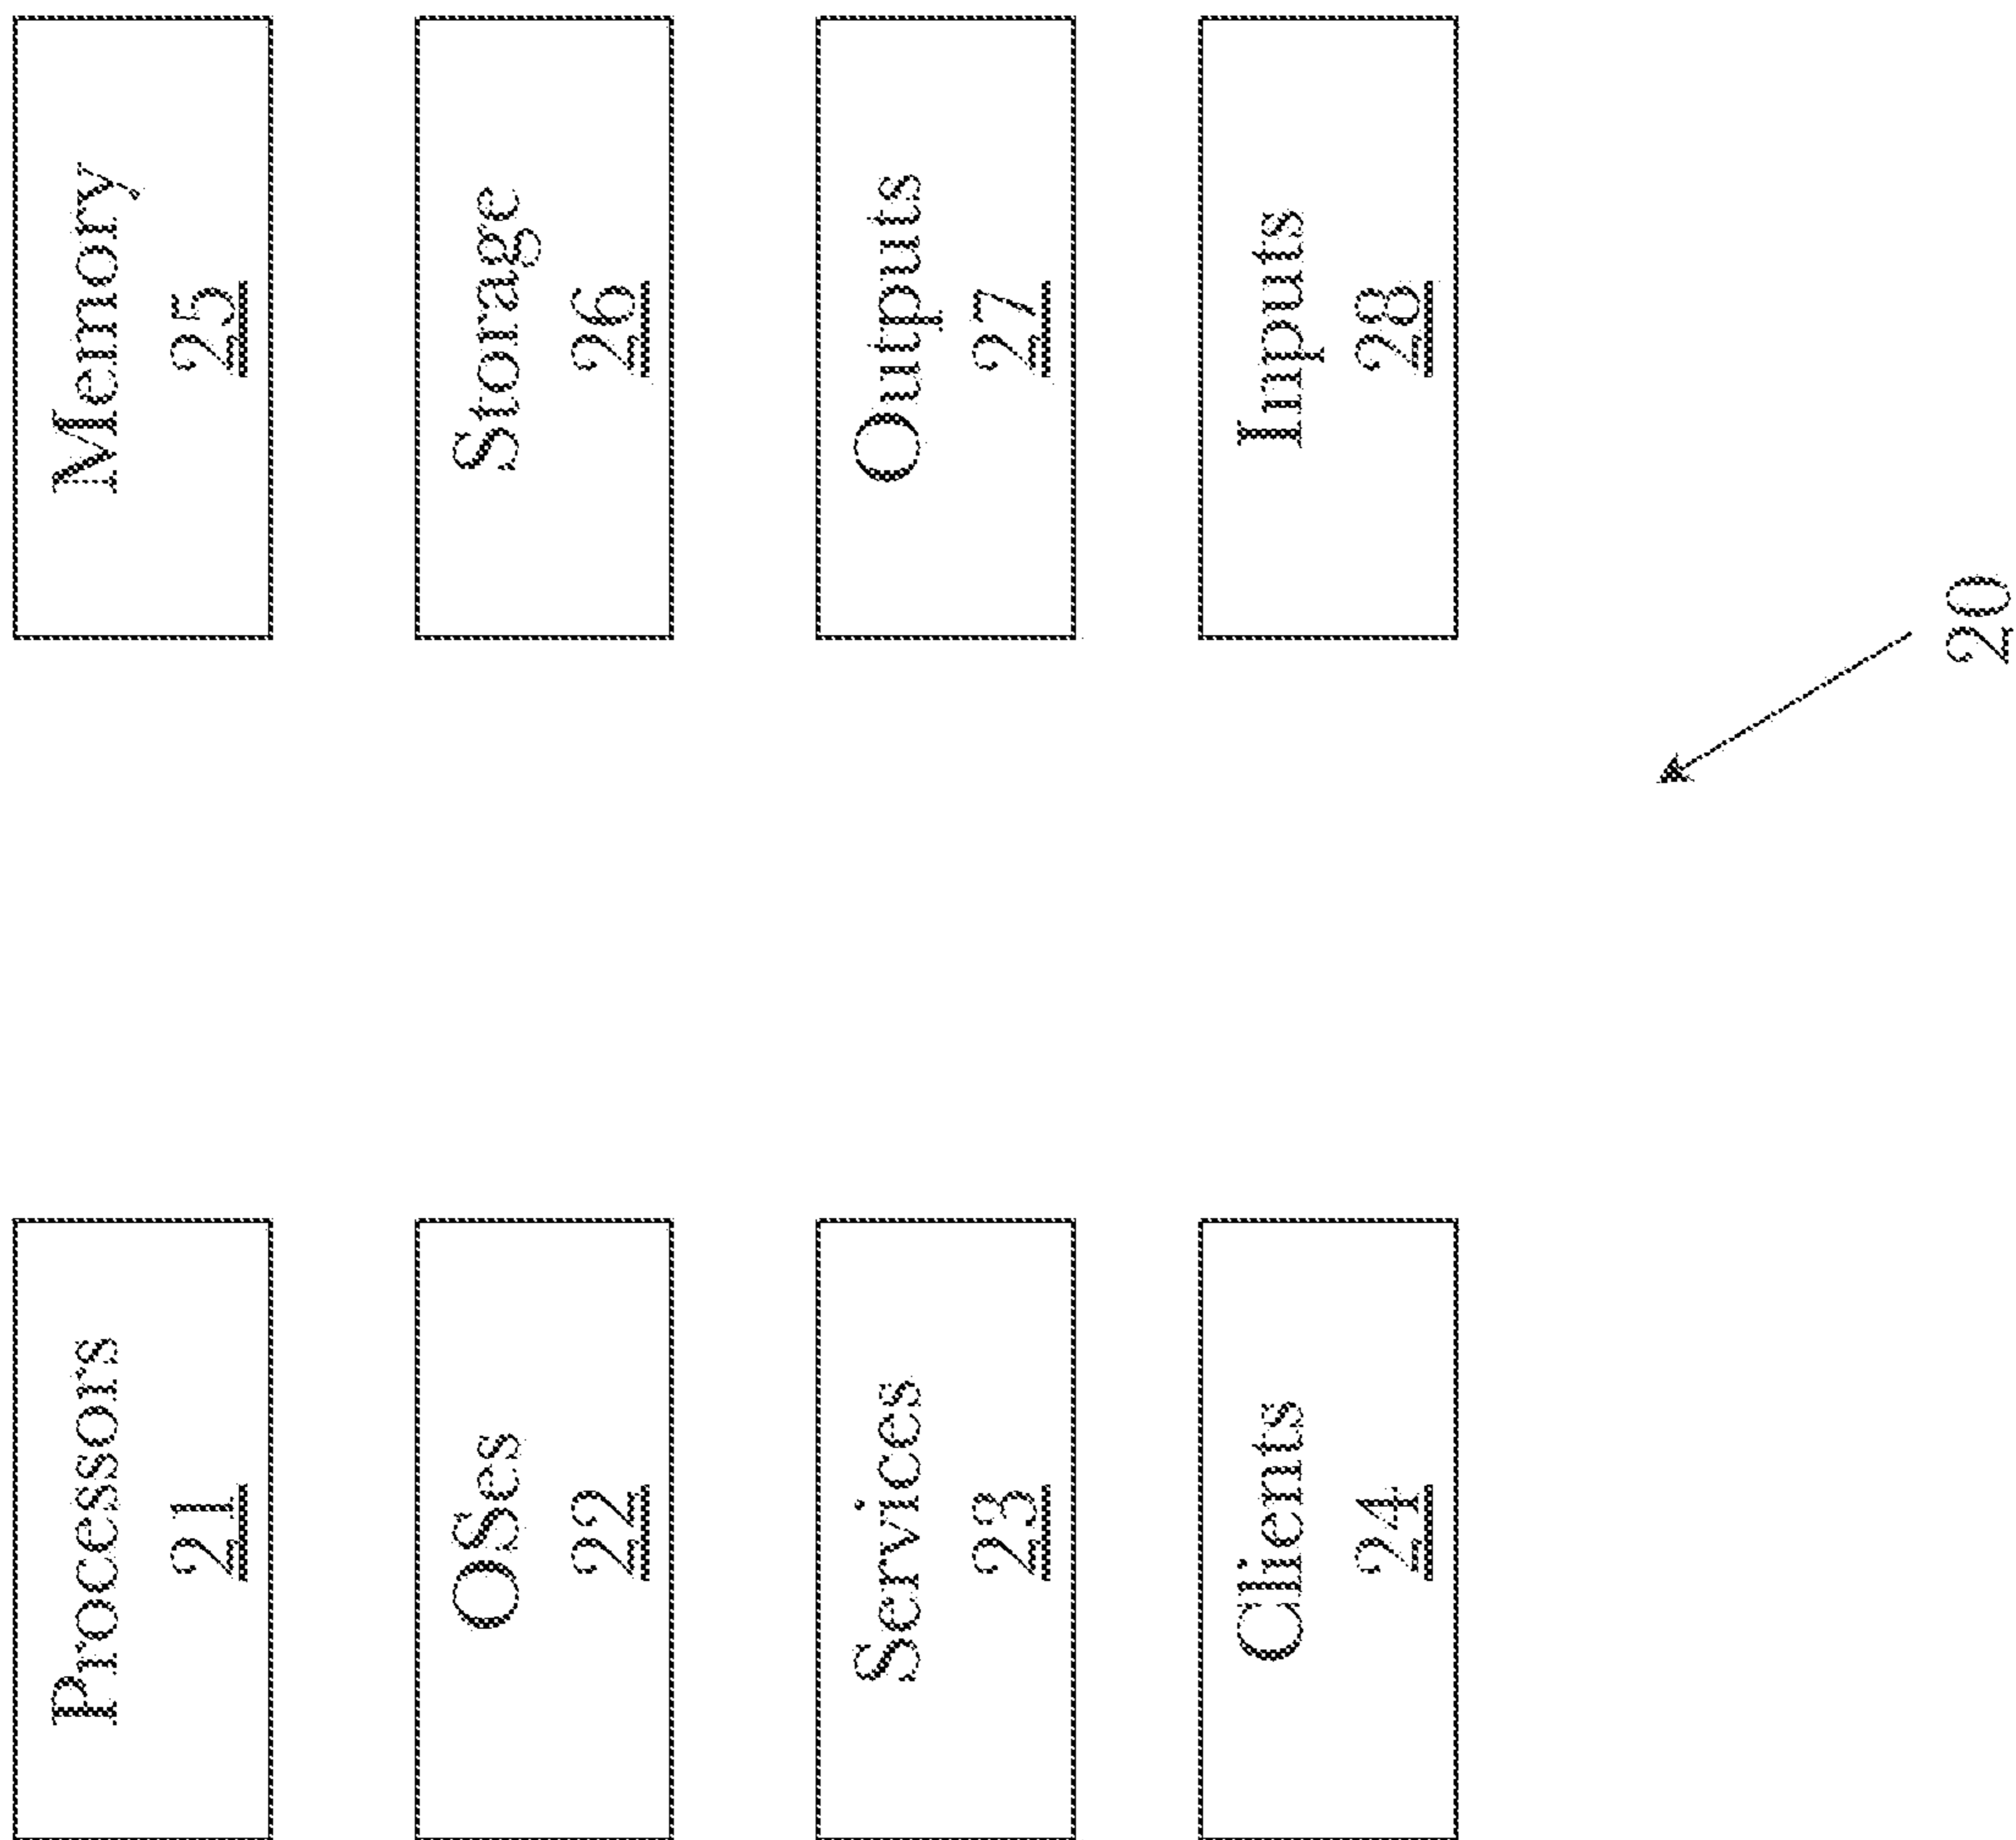 Processors
21
Memory
25
OSes
22
Storage
26
Services
23
Outputs
27
Clients
24
Inputs
28
20